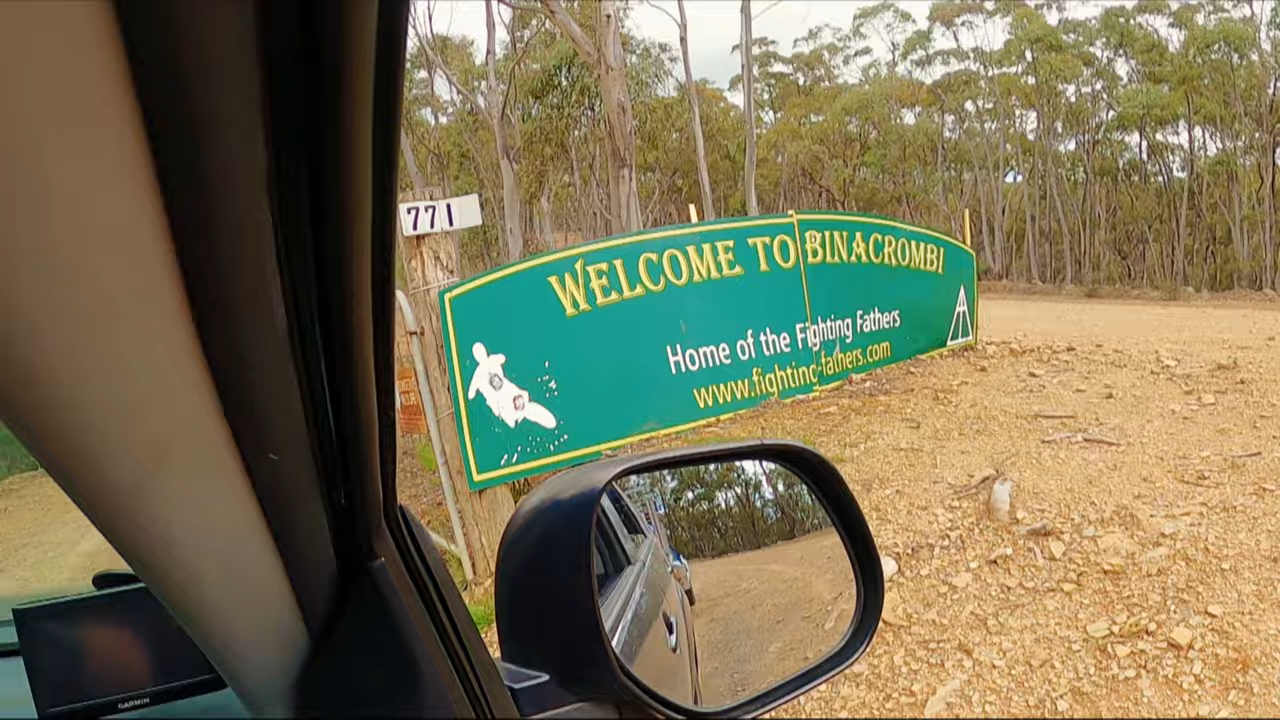 771
WELCOME TO BINACROMBI
Home of the Fighting Fathers
www.fighting-fathers.com
GARMIN